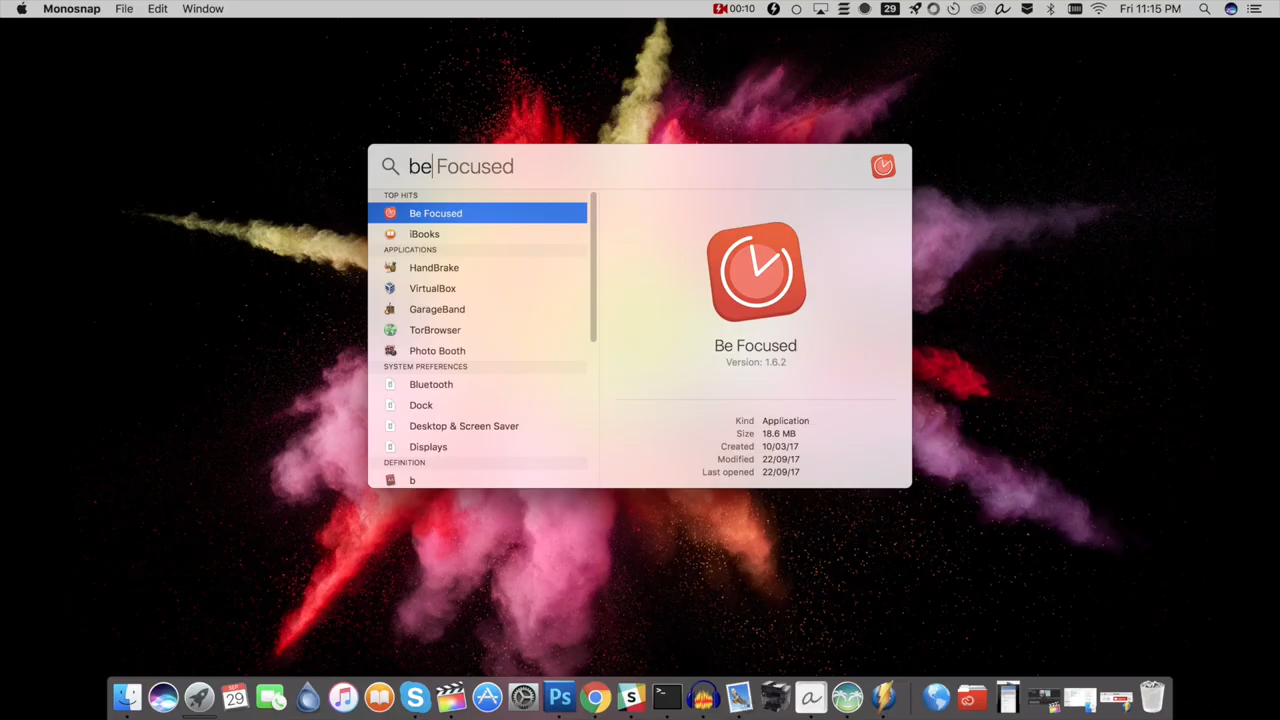 Monosnap File Edit Window 00:10 29 Fri 11:15 PM
be Focused
TOP HITS
Be Focused
iBooks
APPLICATIONS
HandBrake
VirtualBox
GarageBand
TorBrowser
Photo Booth
SYSTEM PREFERENCES
Bluetooth
Dock
Desktop & Screen Saver
Displays
DEFINITION
b
Be Focused
Version: 1.6.2
Kind Application
Size 18.6 MB
Created 10/03/17
Modified 22/09/17
Last opened 22/09/17
SEP
29
Ps